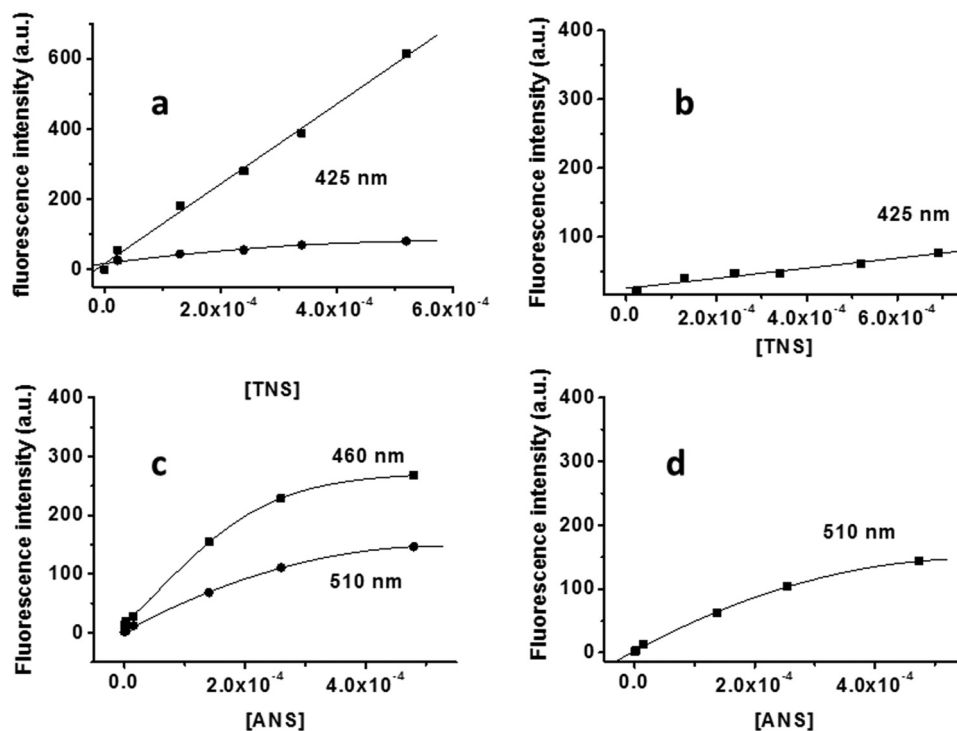 fluorescence intensity (a.u.)
600
400
200
0
a
425 nm
0.0
2.0x10-4
4.0x10-4
6.0x10-4
[TNS]
Fluorescence intensity (a.u.)
400
300
200
100
b
425 nm
0.0
2.0x10-4
4.0x10-4
6.0x10-4
[TNS]
Fluorescence intensity (a.u.)
400
300
200
100
0
c
460 nm
510 nm
0.0
2.0x10-4
4.0x10-4
[ANS]
Fluorescence intensity (a.u.)
400
300
200
100
0
d
510 nm
0.0
2.0x10-4
4.0x10-4
[ANS]